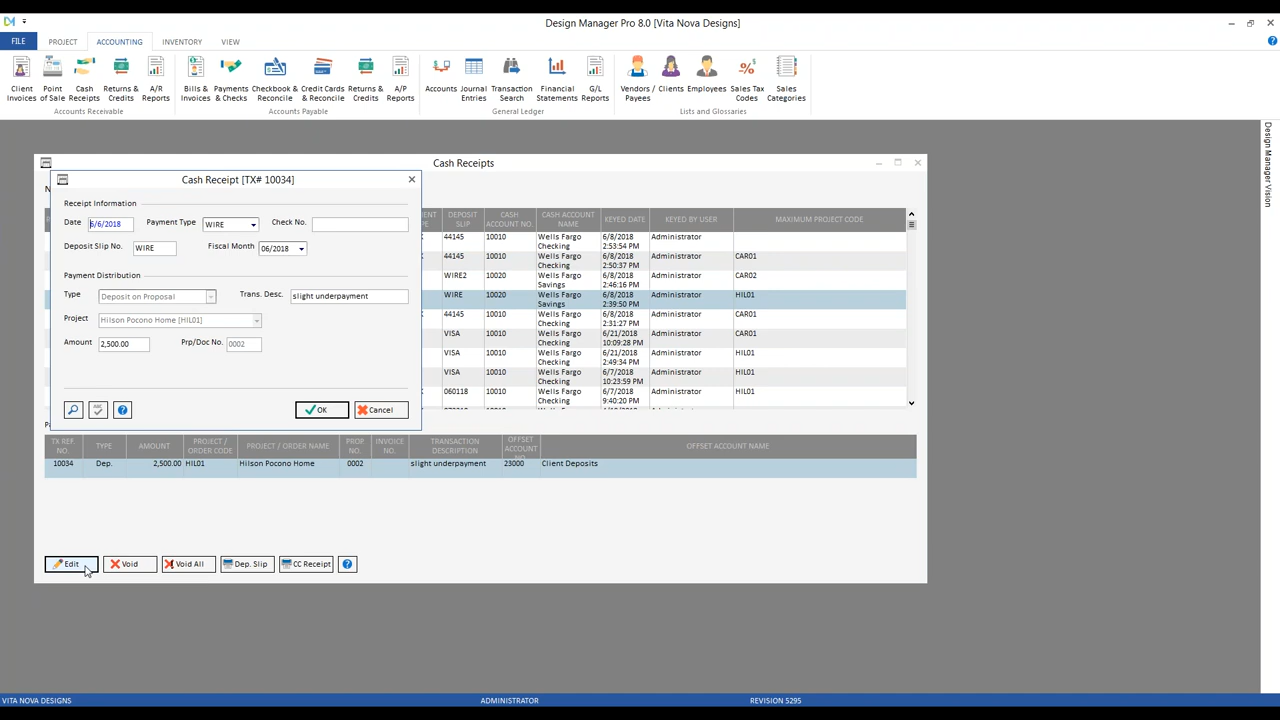 Design Manager Pro 8.0 [Vita Nova Designs]
FILE PROJECT ACCOUNTING INVENTORY VIEW
Client Invoices Point of Sale Cash Receipts Returns & Credits A/R Reports Bills & Invoices Payments & Checks Checkbook & Reconcile Credit Cards & Reconcile Returns & Credits A/P Reports Accounts Journal Entries Transaction Search Financial Statements G/L Reports Vendors / Payees Clients Employees Sales Tax Codes Sales Categories
Accounts Receivable Accounts Payable General Ledger Lists and Glossaries
Design Manager Vision
Cash Receipts
Cash Receipt [TX# 10034]
Receipt Information
Date 6/6/2018 Payment Type WIRE Check No.
Deposit Slip No. WIRE Fiscal Month 06/2018
Payment Distribution
Type Deposit on Proposal Trans. Desc. slight underpayment
Project Hilson Pocono Home [HIL01]
Amount 2,500.00 Prp/Doc No. 0002
OK Cancel
DEPOSIT SLIP CASH ACCOUNT NO. CASH ACCOUNT NAME KEYED DATE KEYED BY USER MAXIMUM PROJECT CODE
44145 10010 Wells Fargo Checking 6/8/2018 2:53:54 PM Administrator
44145 10010 Wells Fargo Checking 6/8/2018 2:50:37 PM Administrator CAR01
WIRE2 10020 Wells Fargo Savings 6/8/2018 2:46:16 PM Administrator CAR02
WIRE 10020 Wells Fargo Savings 6/8/2018 2:39:50 PM Administrator HIL01
44145 10010 Wells Fargo Checking 6/8/2018 2:31:27 PM Administrator CAR01
VISA 10010 Wells Fargo Checking 6/21/2018 10:09:28 PM Administrator CAR01
VISA 10010 Wells Fargo Checking 6/21/2018 2:49:34 PM Administrator HIL01
VISA 10010 Wells Fargo Checking 6/7/2018 10:23:59 PM Administrator HIL01
060118 10010 Wells Fargo Checking 6/7/2018 9:40:20 PM Administrator HIL01
TX REF. NO. TYPE AMOUNT PROJECT / ORDER CODE PROJECT / ORDER NAME PROP NO. INVOICE NO. TRANSACTION DESCRIPTION OFFSET ACCOUNT NO. OFFSET ACCOUNT NAME
10034 Dep. 2,500.00 HIL01 Hilson Pocono Home 0002 slight underpayment 23000 Client Deposits
Edit Void Void All Dep. Slip CC Receipt
VITA NOVA DESIGNS ADMINISTRATOR REVISION 5295